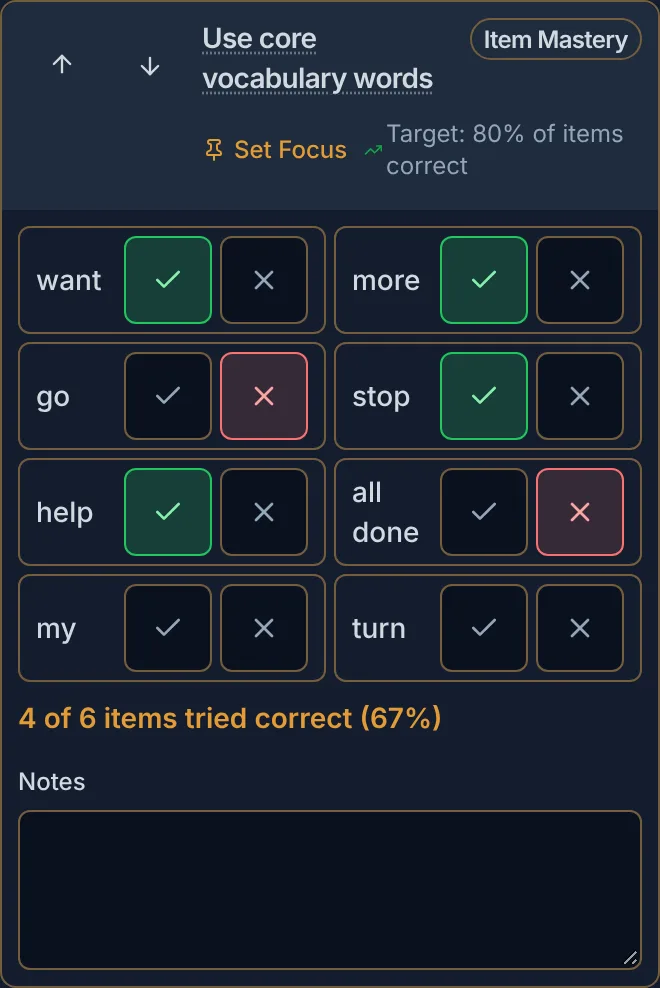 Use core
vocabulary words
Item Mastery
Set Focus
Target: 80% of items
correct
want
more
go
stop
help
all
done
my
turn
4 of 6 items tried correct (67%)
Notes